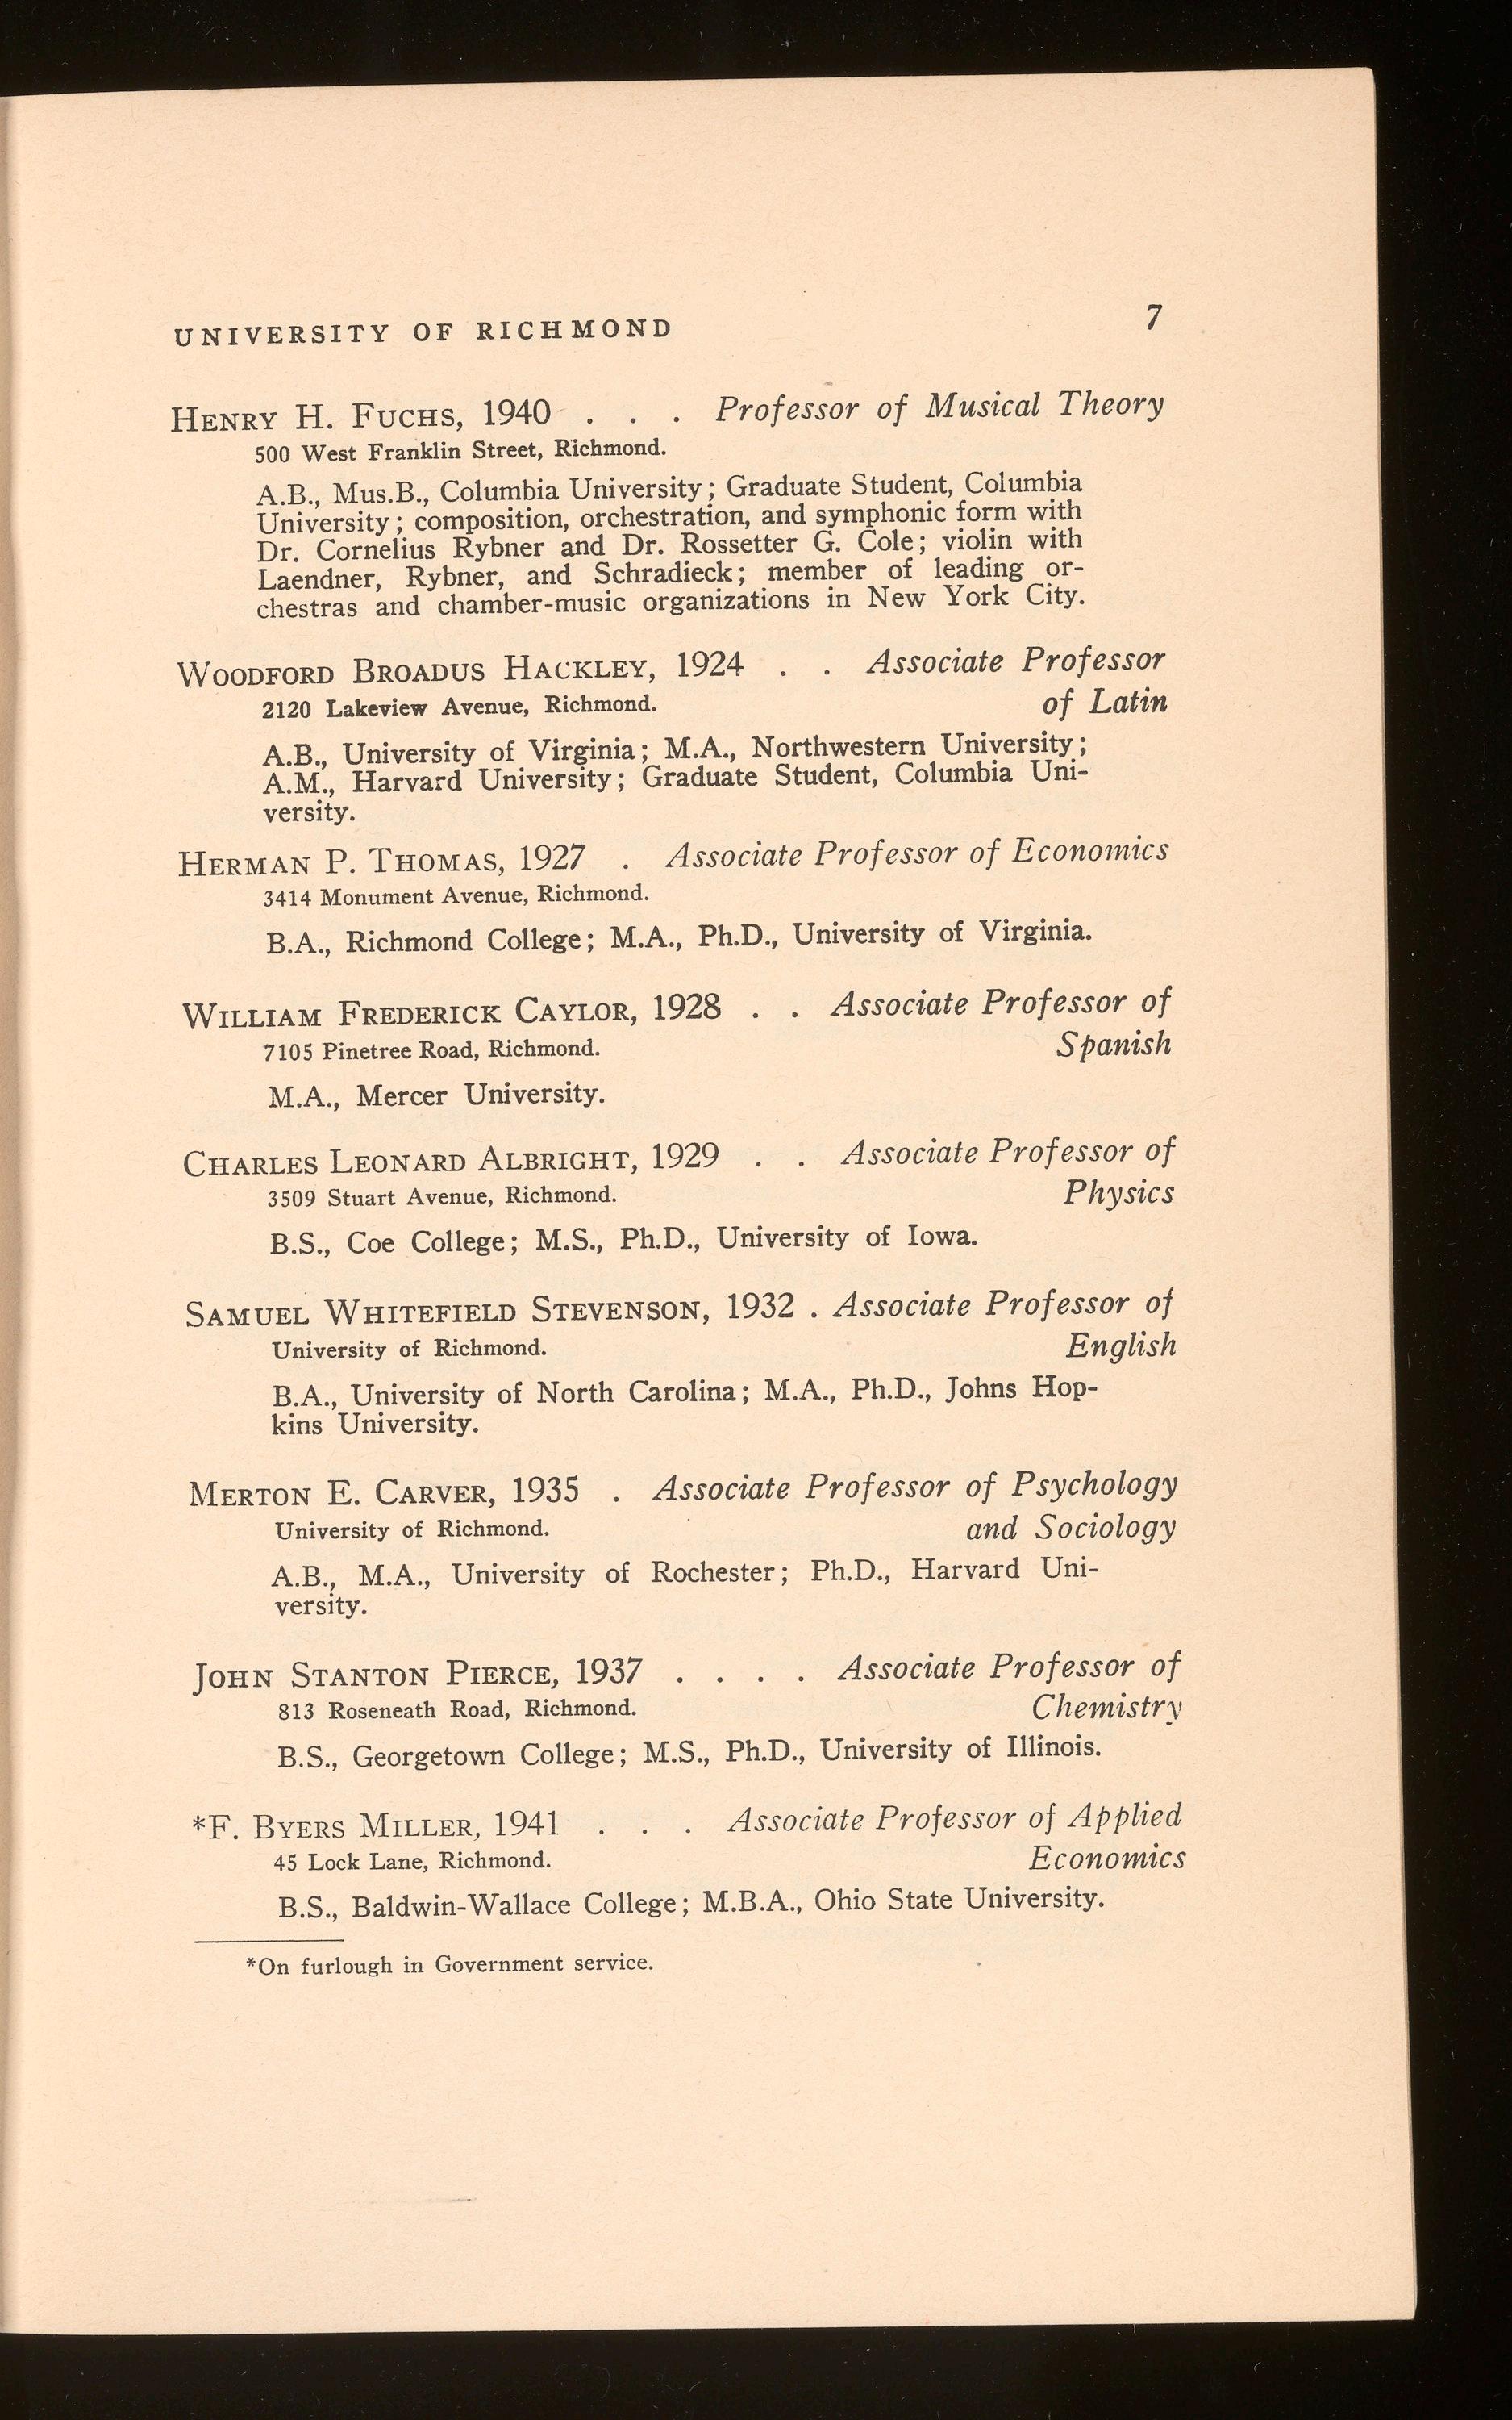 UNIVERSITY OF RICHMOND 7
HENRY H. FUCHS, 1940 . . . Professor of Musical Theory
500 West Franklin Street, Richmond.
A.B., Mus.B., Columbia University; Graduate Student, Columbia
University; composition, orchestration, and symphonic form with
Dr. Cornelius Rybner and Dr. Rossetter G. Cole; violin with
Laendner, Rybner, and Schradieck; member of leading or-
chestras and chamber-music organizations in New York City.
WOODFORD BROADUS HACKLEY, 1924 . . Associate Professor
2120 Lakeview Avenue, Richmond. of Latin
A.B., University of Virginia; M.A., Northwestern University;
A.M., Harvard University; Graduate Student, Columbia Uni-
versity.
HERMAN P. THOMAS, 1927 . Associate Professor of Economics
3414 Monument Avenue, Richmond.
B.A., Richmond College; M.A., Ph.D., University of Virginia.
WILLIAM FREDERICK CAYLOR, 1928 . . Associate Professor of
7105 Pinetree Road, Richmond. Spanish
M.A., Mercer University.
CHARLES LEONARD ALBRIGHT, 1929 . . Associate Professor of
3509 Stuart Avenue, Richmond. Physics
B.S., Coe College; M.S., Ph.D., University of Iowa.
SAMUEL WHITEFIELD STEVENSON, 1932 . Associate Professor of
University of Richmond. English
B.A., University of North Carolina; M.A., Ph.D., Johns Hop-
kins University.
MERTON E. CARVER, 1935 . Associate Professor of Psychology
University of Richmond. and Sociology
A.B., M.A., University of Rochester; Ph.D., Harvard Uni-
versity.
JOHN STANTON PIERCE, 1937 . . . . Associate Professor of
813 Roseneath Road, Richmond. Chemistry
B.S., Georgetown College; M.S., Ph.D., University of Illinois.
*F. BYERS MILLER, 1941 . . . Associate Professor of Applied
45 Lock Lane, Richmond. Economics
B.S., Baldwin-Wallace College; M.B.A., Ohio State University.
*On furlough in Government service.